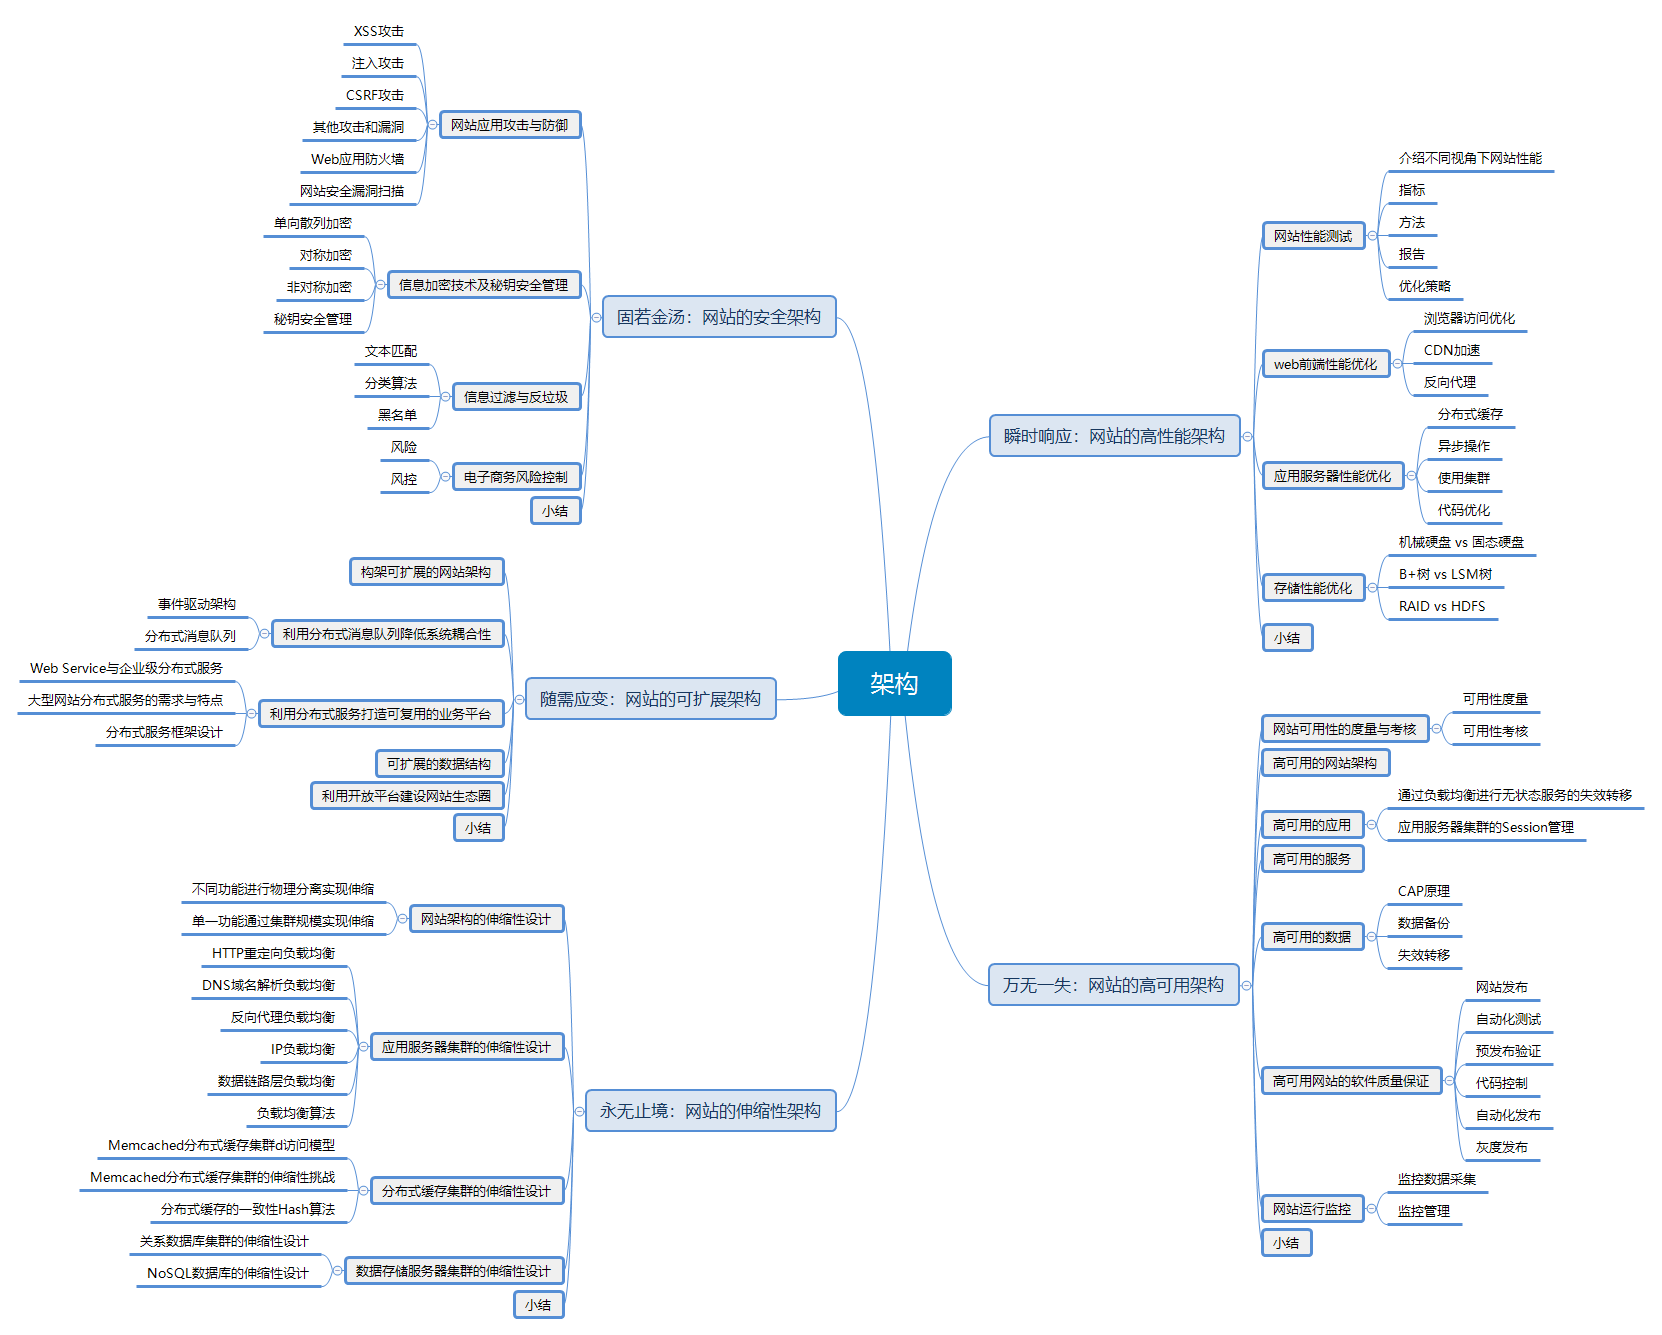 架构
瞬时响应：网站的高性能架构
网站性能测试
介绍不同视角下网站性能
指标
方法
报告
优化策略
web前端性能优化
浏览器访问优化
CDN加速
反向代理
应用服务器性能优化
分布式缓存
异步操作
使用集群
代码优化
存储性能优化
机械硬盘 vs 固态硬盘
B+树 vs LSM树
RAID vs HDFS
小结
万无一失：网站的高可用架构
网站可用性的度量与考核
可用性度量
可用性考核
高可用的网站架构
高可用的应用
通过负载均衡进行无状态服务的失效转移
应用服务器集群的Session管理
高可用的服务
高可用的数据
CAP原理
数据备份
失效转移
高可用网站的软件质量保证
网站发布
自动化测试
预发布验证
代码控制
自动化发布
灰度发布
网站运行监控
监控数据采集
监控管理
小结
固若金汤：网站的安全架构
网站应用攻击与防御
XSS攻击
注入攻击
CSRF攻击
其他攻击和漏洞
Web应用防火墙
网站安全漏洞扫描
信息加密技术及秘钥安全管理
单向散列加密
对称加密
非对称加密
秘钥安全管理
信息过滤与反垃圾
文本匹配
分类算法
黑名单
电子商务风险控制
风险
风控
小结
随需应变：网站的可扩展架构
构架可扩展的网站架构
利用分布式消息队列降低系统耦合性
事件驱动架构
分布式消息队列
利用分布式服务打造可复用的业务平台
Web Service与企业级分布式服务
大型网站分布式服务的需求与特点
分布式服务框架设计
可扩展的数据结构
利用开放平台建设网站生态圈
小结
永无止境：网站的伸缩性架构
网站架构的伸缩性设计
不同功能进行物理分离实现伸缩
单一功能通过集群规模实现伸缩
应用服务器集群的伸缩性设计
HTTP重定向负载均衡
DNS域名解析负载均衡
反向代理负载均衡
IP负载均衡
数据链路层负载均衡
负载均衡算法
分布式缓存集群的伸缩性设计
Memcached分布式缓存集群d访问模型
Memcached分布式缓存集群的伸缩性挑战
分布式缓存的一致性Hash算法
数据存储服务器集群的伸缩性设计
关系数据库集群的伸缩性设计
NoSQL数据库的伸缩性设计
小结